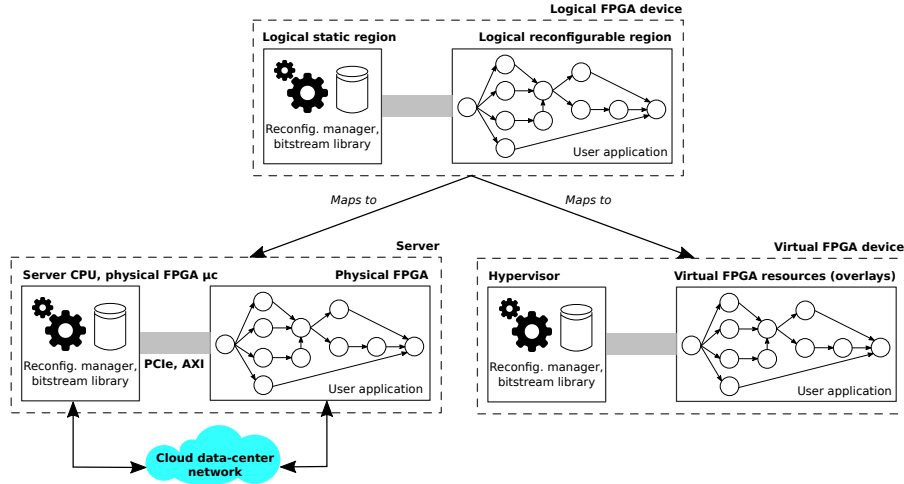 Logical FPGA device
Logical static region
Logical reconfigurable region
Reconfig. manager,
bitstream library
User application
Maps to
Maps to
Server
Virtual FPGA device
Server CPU, physical FPGA µc
Physical FPGA
Hypervisor
Virtual FPGA resources (overlays)
Reconfig. manager,
bitstream library
PCIe, AXI
User application
Reconfig. manager,
bitstream library
User application
Cloud data-center
network